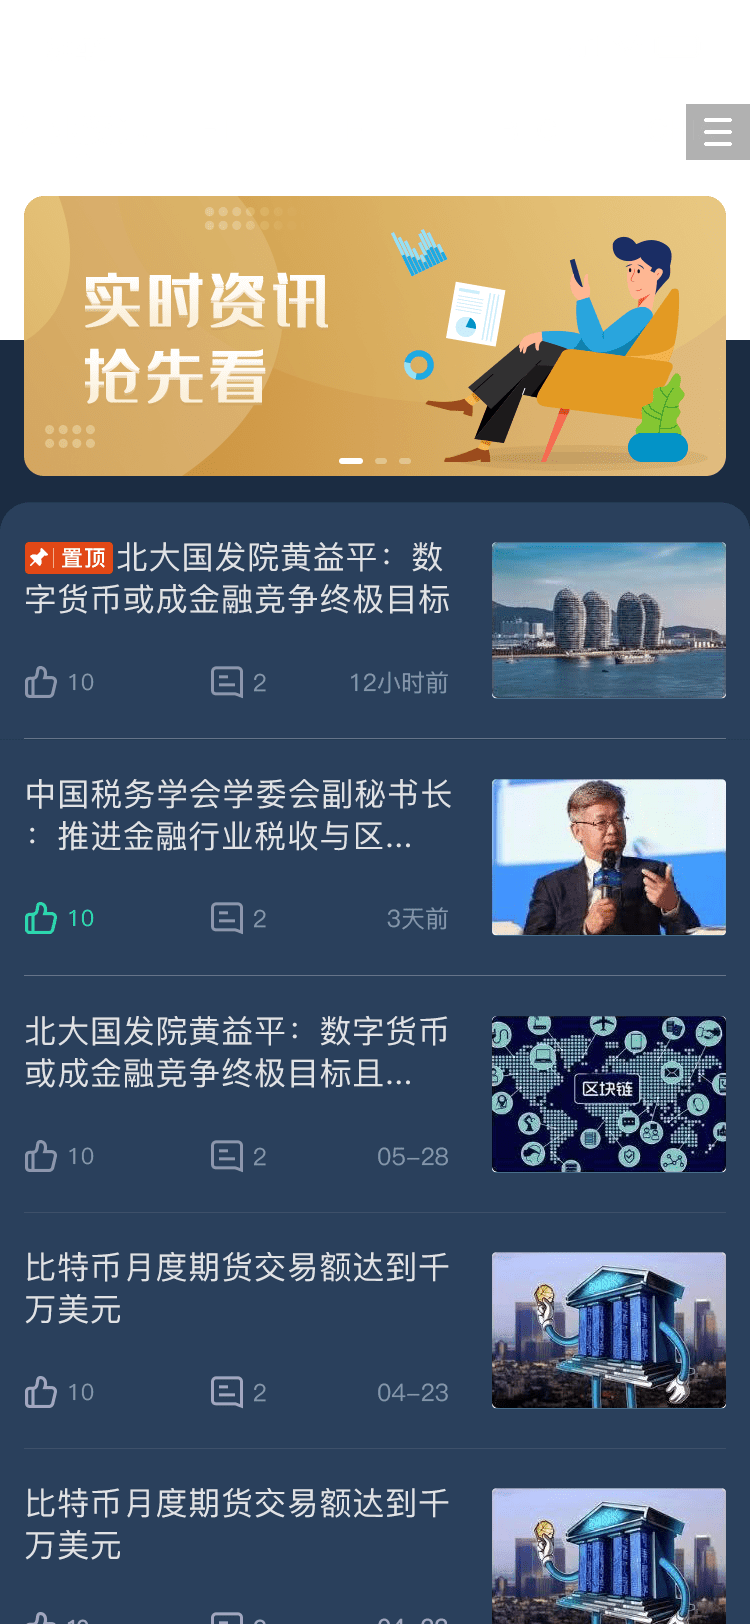 实时资讯
抢先看
置顶 北大国发院黄益平：数
字货币或成金融竞争终极目标
10 2 12小时前
中国税务学会学委会副秘书长
：推进金融行业税收与区...
10 2 3天前
北大国发院黄益平：数字货币
或成金融竞争终极目标且...
区块链
10 2 05-28
比特币月度期货交易额达到千
万美元
10 2 04-23
比特币月度期货交易额达到千
万美元